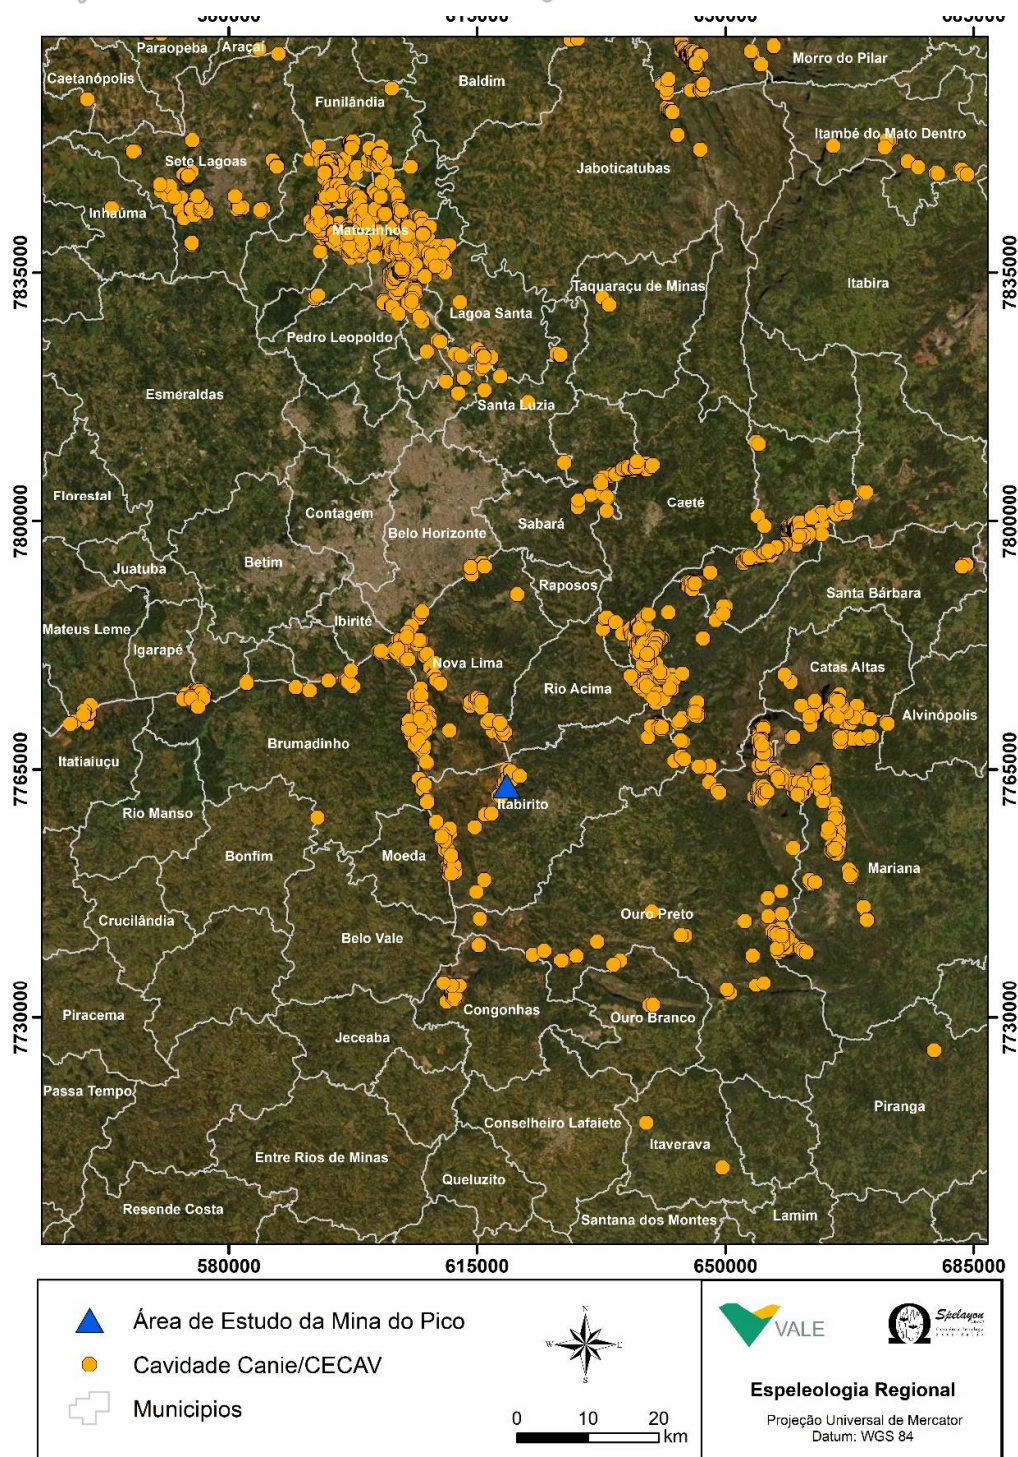 580000 615000 650000 685000
Paraopeba Araçaí
Morro do Pilar
Caetanópolis
Baldim
Funilândia
Itambé do Mato Dentro
Sete Lagoas
Jaboticatubas
Inhaúma
Matozinhos
7835000
7835000
Taquaraçu de Minas
Itabira
Lagoa Santa
Pedro Leopoldo
Esmeraldas
Santa Luzia
Florestal
Caeté
Contagem
7800000
7800000
Sabará
Belo Horizonte
Betim
Juatuba
Raposos
Santa Bárbara
Ibirité
Mateus Leme
Igarapé
Nova Lima
Catas Altas
Rio Acima
Alvinópolis
Brumadinho
Itatiaiuçu
7765000
7765000
Itabirito
Rio Manso
Bonfim
Moeda
Mariana
Ouro Preto
Crucilândia
Belo Vale
Congonhas
Piracema
Ouro Branco
7730000
7730000
Jeceaba
Passa Tempo
Piranga
Conselheiro Lafaiete
Itaverava
Entre Rios de Minas
Queluzito
Resende Costa
Lamim
Santana dos Montes
580000 615000 650000 685000
Área de Estudo da Mina do Pico
Cavidade Canie/CECAV
Municipios
N
W E
S
0 10 20
km
VALE
Spelayon
Espeleologia Regional
Projeção Universal de Mercator
Datum: WGS 84